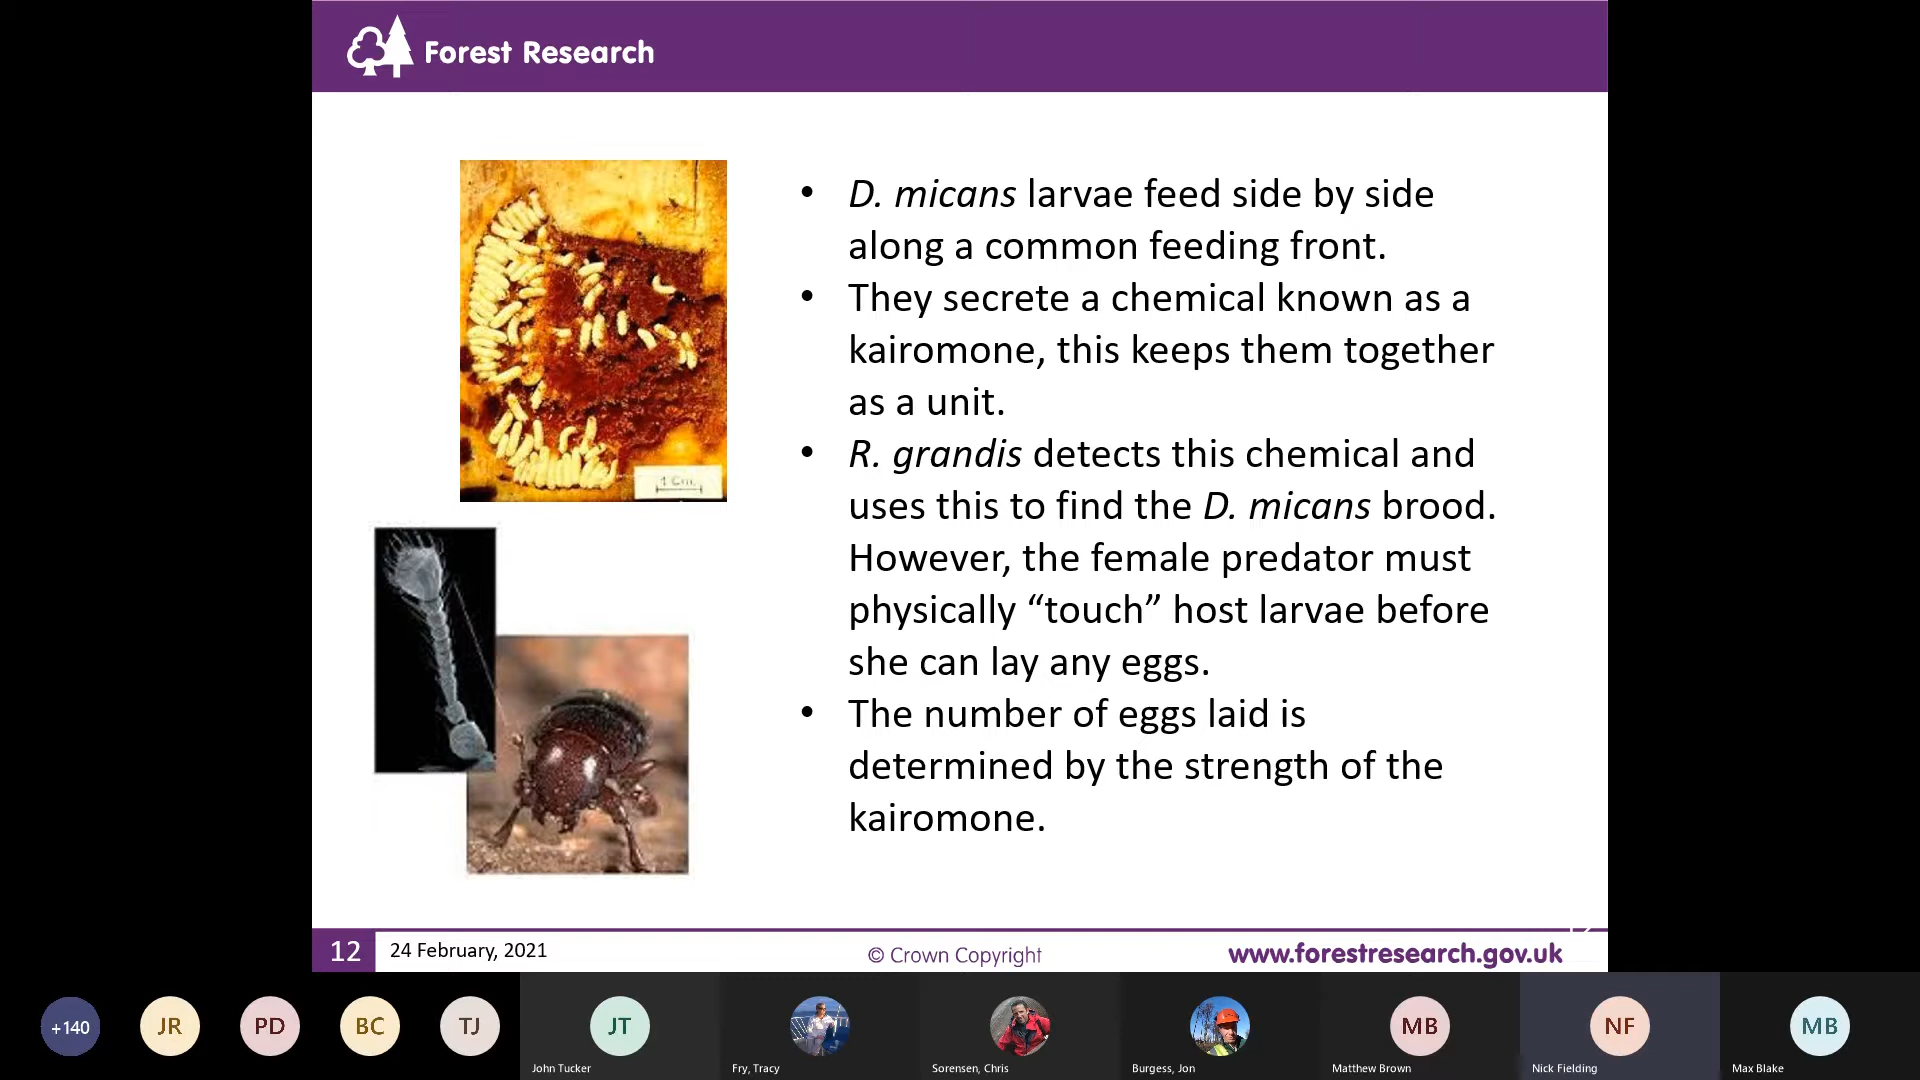 Forest Research
1 Cm.
• D. micans larvae feed side by side
along a common feeding front.
• They secrete a chemical known as a
kairomone, this keeps them together
as a unit.
• R. grandis detects this chemical and
uses this to find the D. micans brood.
However, the female predator must
physically “touch” host larvae before
she can lay any eggs.
• The number of eggs laid is
determined by the strength of the
kairomone.
12
24 February, 2021
© Crown Copyright
www.forestresearch.gov.uk
+140
JR
PD
BC
TJ
JT
MB
NF
MB
John Tucker
Fry, Tracy
Sorensen, Chris
Burgess, Jon
Matthew Brown
Nick Fielding
Max Blake